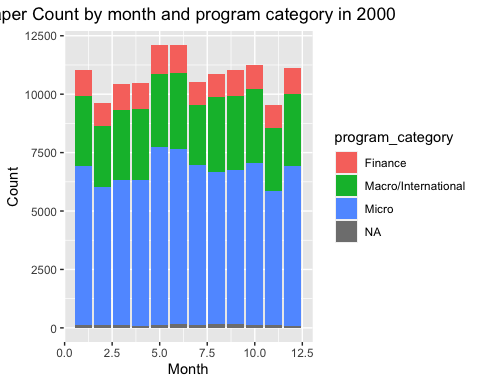 aper Count by month and program category in 2000
12500
10000
7500
5000
2500
0
Count
0.0 2.5 5.0 7.5 10.0 12.5
Month
program_category
Finance
Macro/International
Micro
NA